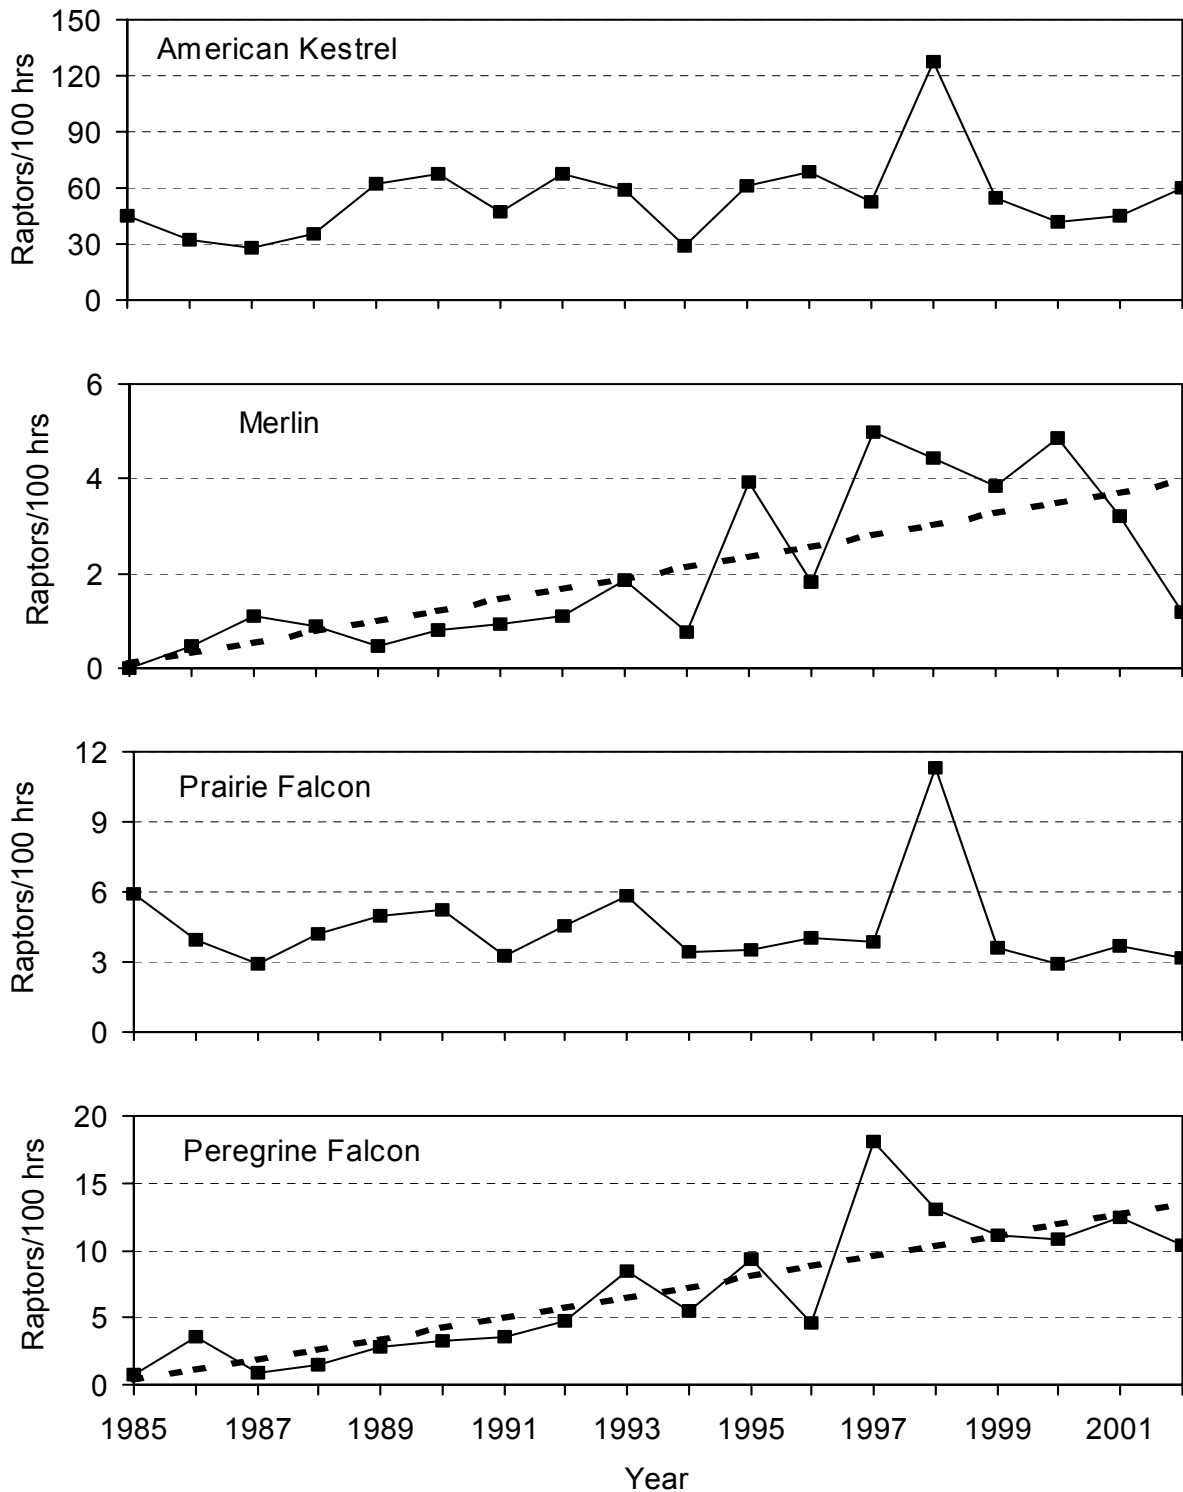 150
American Kestrel
120
90
60
30
0
Raptors/100 hrs
6
Merlin
4
2
0
Raptors/100 hrs
12
Prairie Falcon
9
6
3
0
Raptors/100 hrs
20
Peregrine Falcon
15
10
5
0
Raptors/100 hrs
1985 1987 1989 1991 1993 1995 1997 1999 2001
Year